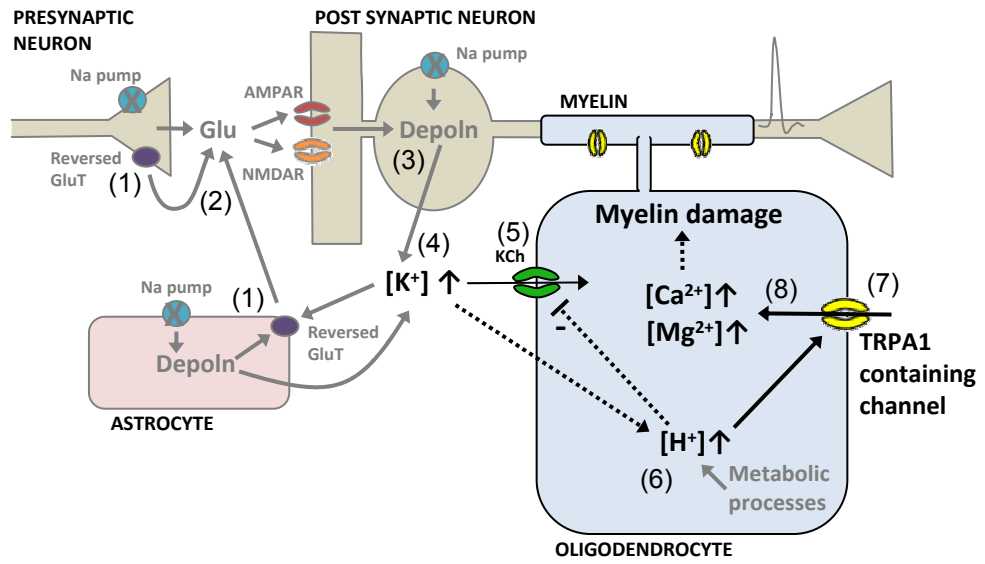 PRESYNAPTIC
NEURON
POST SYNAPTIC NEURON
Na pump
Na pump
AMPAR
MYELIN
Glu
Depoln
(3)
Reversed
GluT
(1)
(2)
NMDAR
Myelin damage
(4)
(5)
KCh
[K⁺] ↑
[Ca²⁺]↑
[Mg²⁺]↑
(8)
(7)
TRPA1
containing
channel
Na pump
(1)
Reversed
GluT
Depoln
-
ASTROCYTE
[H⁺]↑
(6)
Metabolic
processes
OLIGODENDROCYTE